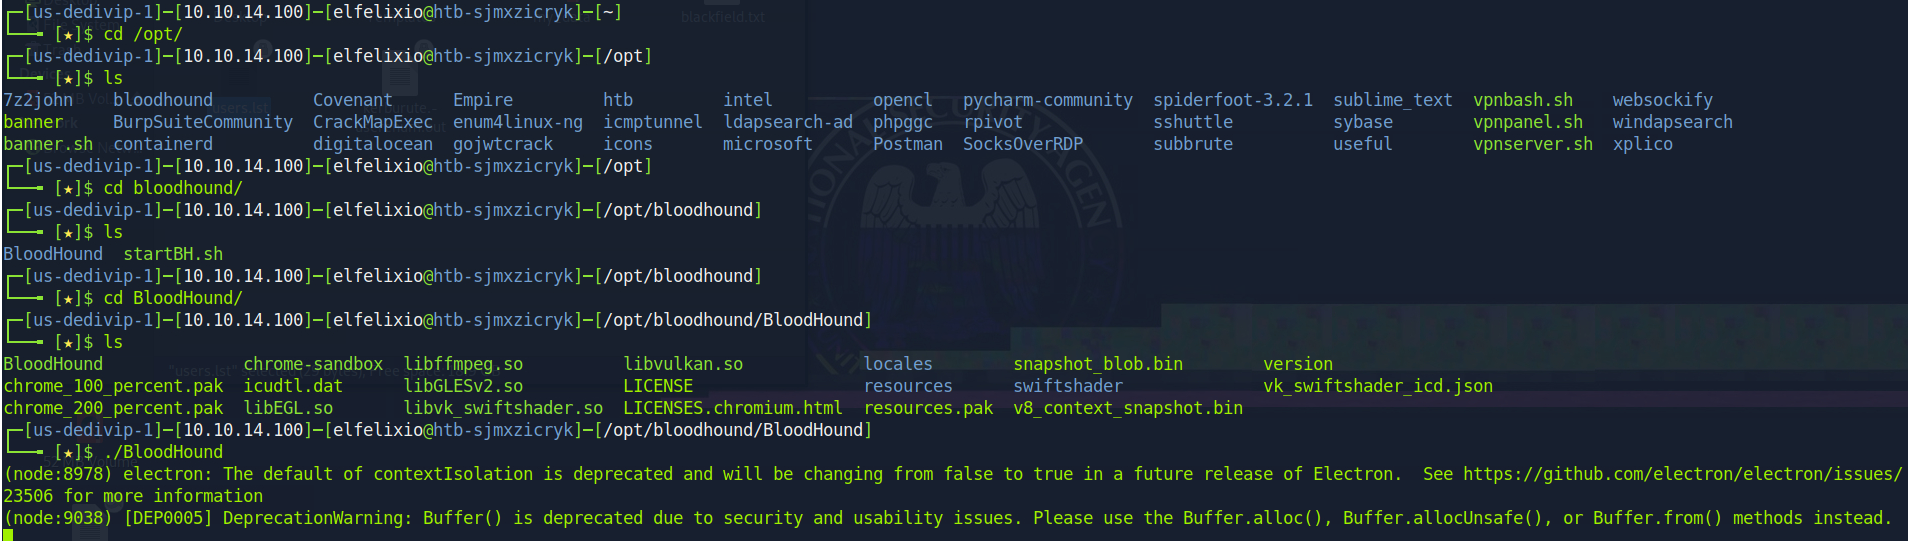 ┌─[us-dedivip-1]─[10.10.14.100]─[elfelixio@htb-sjmxzicryk]─[~]
└──╼ [★]$ cd /opt/
┌─[us-dedivip-1]─[10.10.14.100]─[elfelixio@htb-sjmxzicryk]─[/opt]
└──╼ [★]$ ls
7z2john bloodhound Covenant Empire htb intel opencl pycharm-community spiderfoot-3.2.1 sublime_text vpnbash.sh websockify
banner BurpSuiteCommunity CrackMapExec enum4linux-ng icmptunnel ldapsearch-ad phpggc rpivot sshuttle sybase vpnpanel.sh windapsearch
banner.sh containerd digitalocean gojwtcrack icons microsoft Postman SocksOverRDP subbrute useful vpnserver.sh xplico
┌─[us-dedivip-1]─[10.10.14.100]─[elfelixio@htb-sjmxzicryk]─[/opt]
└──╼ [★]$ cd bloodhound/
┌─[us-dedivip-1]─[10.10.14.100]─[elfelixio@htb-sjmxzicryk]─[/opt/bloodhound]
└──╼ [★]$ ls
BloodHound startBH.sh
┌─[us-dedivip-1]─[10.10.14.100]─[elfelixio@htb-sjmxzicryk]─[/opt/bloodhound]
└──╼ [★]$ cd BloodHound/
┌─[us-dedivip-1]─[10.10.14.100]─[elfelixio@htb-sjmxzicryk]─[/opt/bloodhound/BloodHound]
└──╼ [★]$ ls
BloodHound chrome-sandbox libffmpeg.so libvulkan.so locales snapshot_blob.bin version
chrome_100_percent.pak icudtl.dat libGLESv2.so LICENSE resources swiftshader vk_swiftshader_icd.json
chrome_200_percent.pak libEGL.so libvk_swiftshader.so LICENSES.chromium.html resources.pak v8_context_snapshot.bin
┌─[us-dedivip-1]─[10.10.14.100]─[elfelixio@htb-sjmxzicryk]─[/opt/bloodhound/BloodHound]
└──╼ [★]$ ./BloodHound
(node:8978) electron: The default of contextIsolation is deprecated and will be changing from false to true in a future release of Electron.  See https://github.com/electron/electron/issues/
23506 for more information
(node:9038) [DEP0005] DeprecationWarning: Buffer() is deprecated due to security and usability issues. Please use the Buffer.alloc(), Buffer.allocUnsafe(), or Buffer.from() methods instead.
blackfield.txt
users.lst